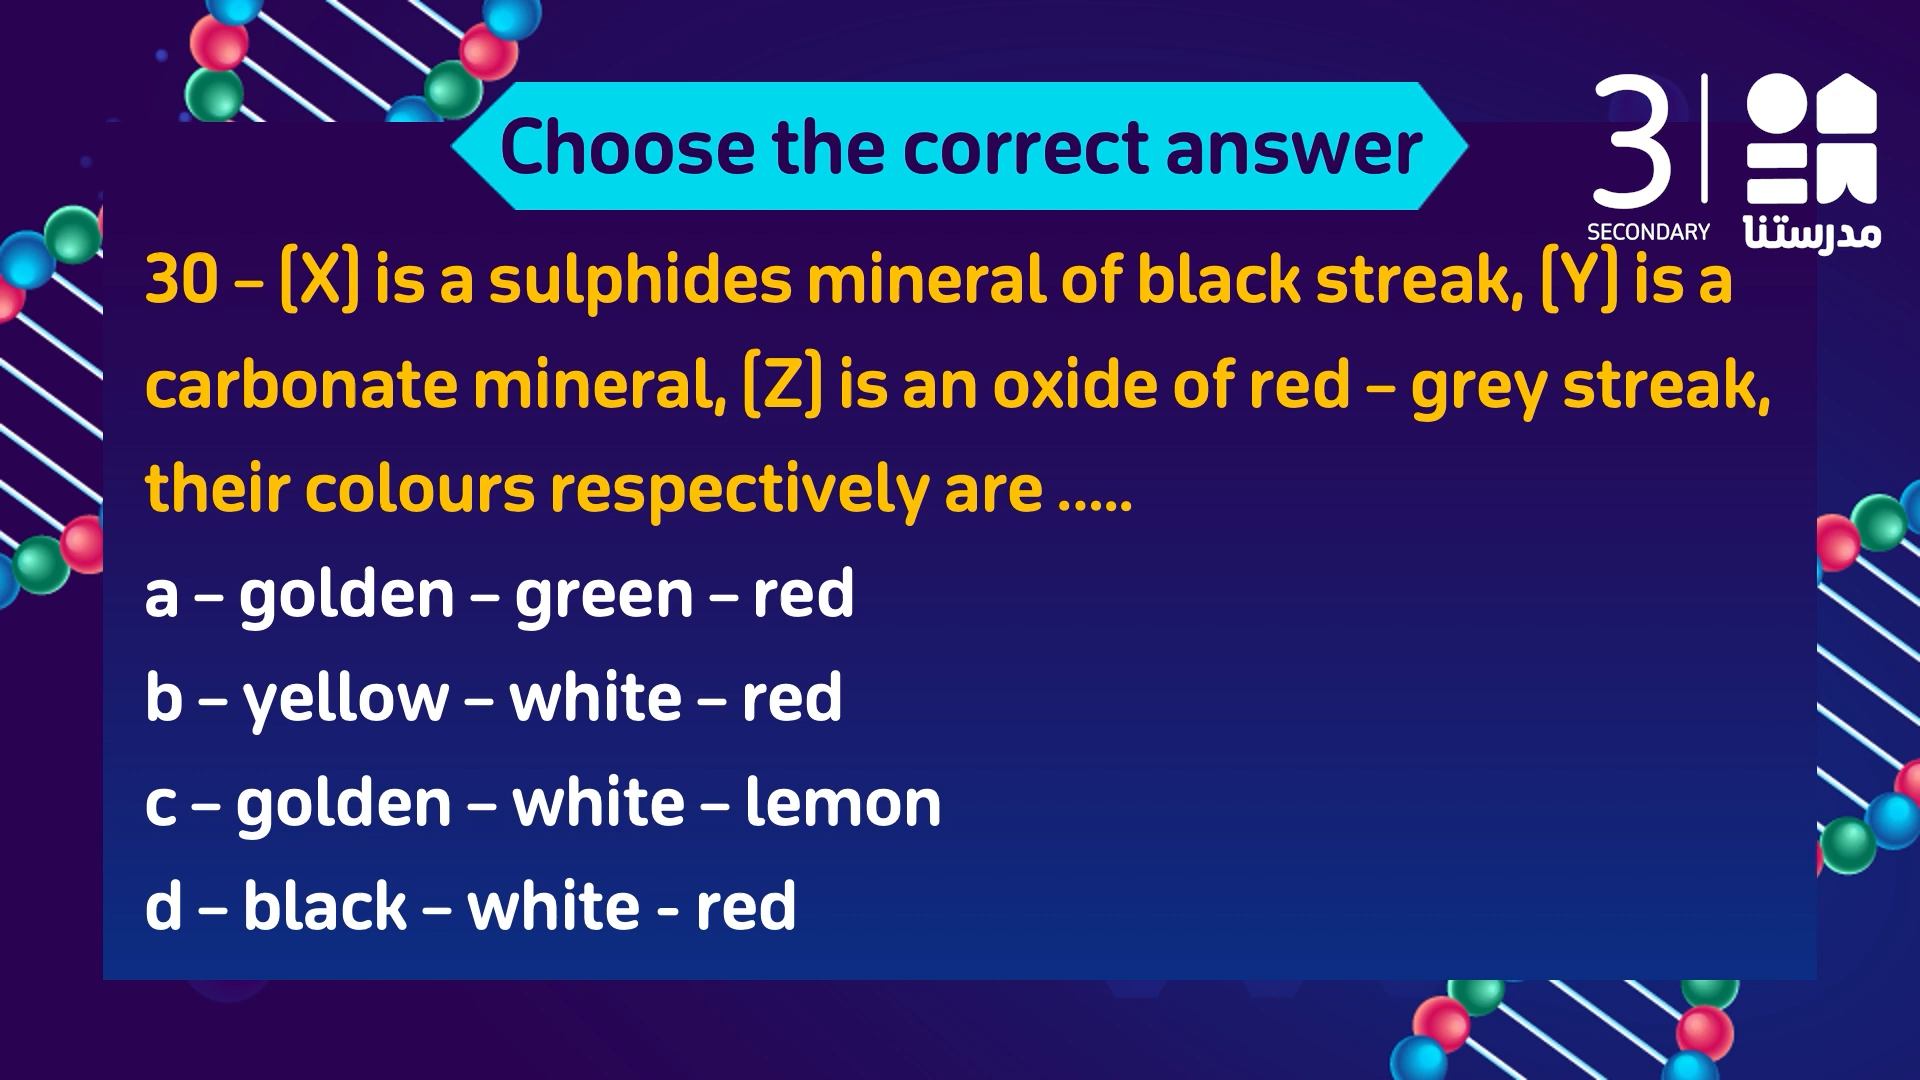 Choose the correct answer
3
SECONDARY
مدرستنا
30 – (X) is a sulphides mineral of black streak, (Y) is a
carbonate mineral, (Z) is an oxide of red – grey streak,
their colours respectively are .....
a – golden – green – red
b – yellow – white – red
c – golden – white – lemon
d – black – white - red